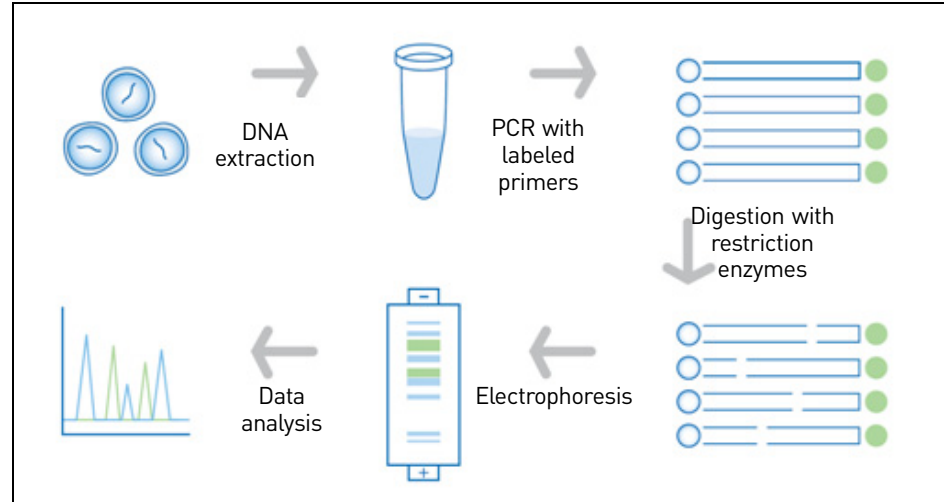 DNA
extraction
PCR with
labeled
primers
Digestion with
restriction
enzymes
−
Electrophoresis
Data
analysis
+